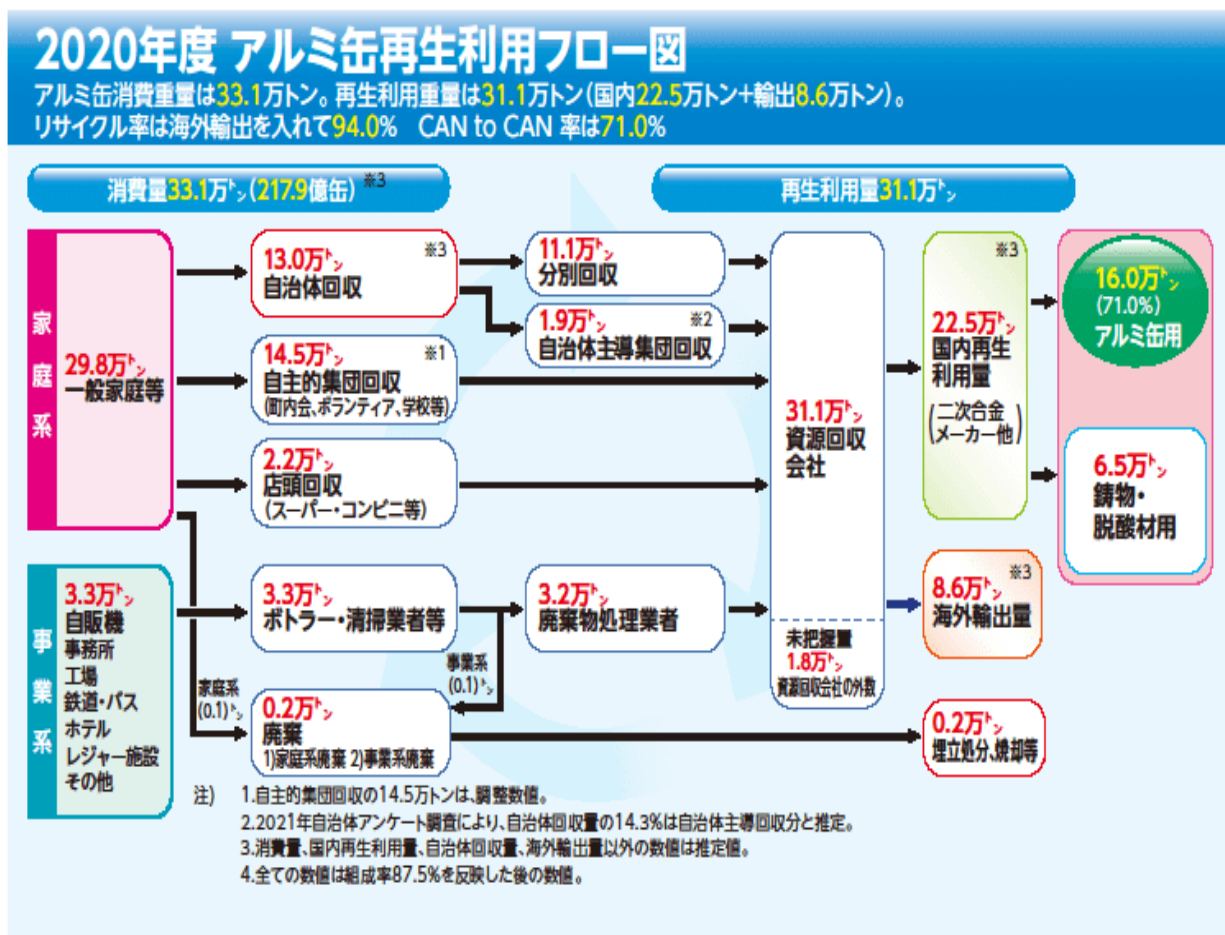 2020年度 アルミ缶再生利用フロー図
アルミ缶消費重量は33.1万トン。再生利用重量は31.1万トン(国内22.5万トン+輸出8.6万トン)。
リサイクル率は海外輸出を入れて94.0% CAN to CAN 率は71.0%
消費量33.1万トン(217.9億缶) ※3
再生利用量31.1万トン
家庭系
29.8万トン
一般家庭等
13.0万トン ※3
自治体回収
11.1万トン
分別回収
1.9万トン ※2
自治体主導集団回収
14.5万トン ※1
自主的集団回収
(町内会、ボランティア、学校等)
2.2万トン
店頭回収
(スーパー・コンビニ等)
31.1万トン
資源回収
会社
※3
22.5万トン
国内再生
利用量
(二次合金
メーカー他)
16.0万トン
(71.0%)
アルミ缶用
6.5万トン
鋳物・
脱酸材用
事業系
3.3万トン
自販機
事務所
工場
鉄道・バス
ホテル
レジャー施設
その他
3.3万トン
ボトラー・清掃業者等
3.2万トン
廃棄物処理業者
未把握量
1.8万トン
資源回収会社の外数
8.6万トン ※3
海外輸出量
家庭系
(0.1)トン
事業系
(0.1)トン
0.2万トン
廃棄
1)家庭系廃棄 2)事業系廃棄
0.2万トン
埋立処分、焼却等
注) 1.自主的集団回収の14.5万トンは、調整数値。
2.2021年自治体アンケート調査により、自治体回収量の14.3%は自治体主導回収分と推定。
3.消費量、国内再生利用量、自治体回収量、海外輸出量以外の数値は推定値。
4.全ての数値は組成率87.5%を反映した後の数値。